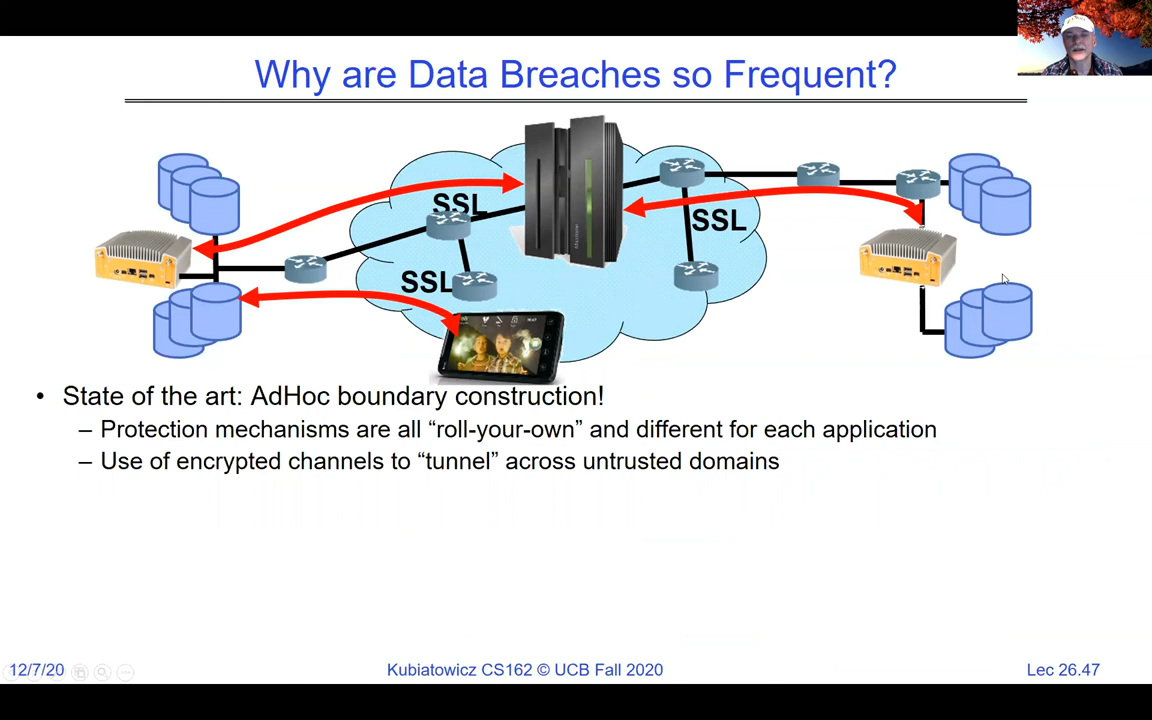 Why are Data Breaches so Frequent?
SSL
SSL
SSL
• State of the art: AdHoc boundary construction!
– Protection mechanisms are all “roll-your-own” and different for each application
– Use of encrypted channels to “tunnel” across untrusted domains
12/7/20
Kubiatowicz CS162 © UCB Fall 2020
Lec 26.47